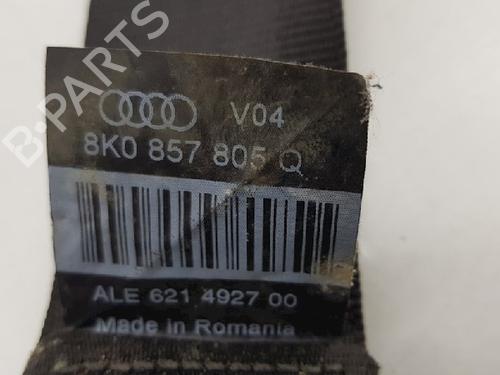 B-PARTS
V04
8K0 857 805 Q
ALE 621 4927 00
Made in Romania